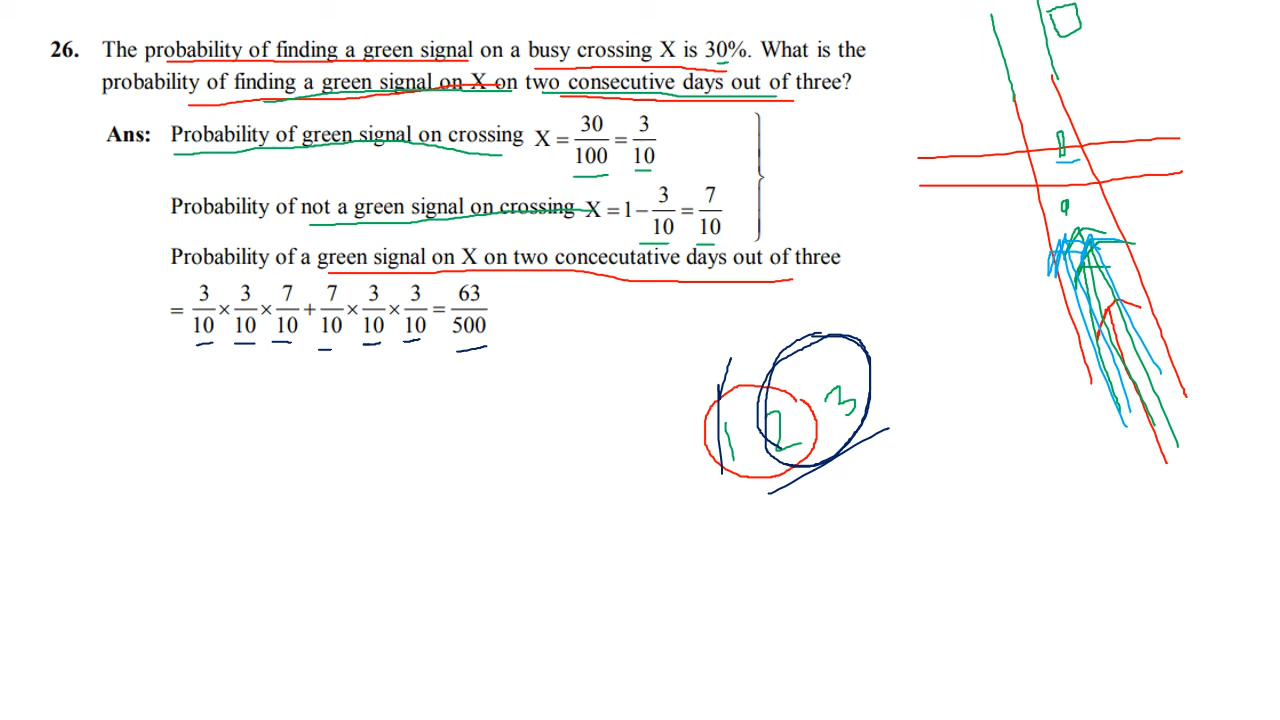 26. The probability of finding a green signal on a busy crossing X is 30%. What is the
probability of finding a green signal on X on two consecutive days out of three?
Ans: Probability of green signal on crossing X = 30/100 = 3/10
Probability of not a green signal on crossing X = 1 − 3/10 = 7/10
Probability of a green signal on X on two concecutative days out of three
= 3/10 × 3/10 × 7/10 + 7/10 × 3/10 × 3/10 = 63/500
1 2 3